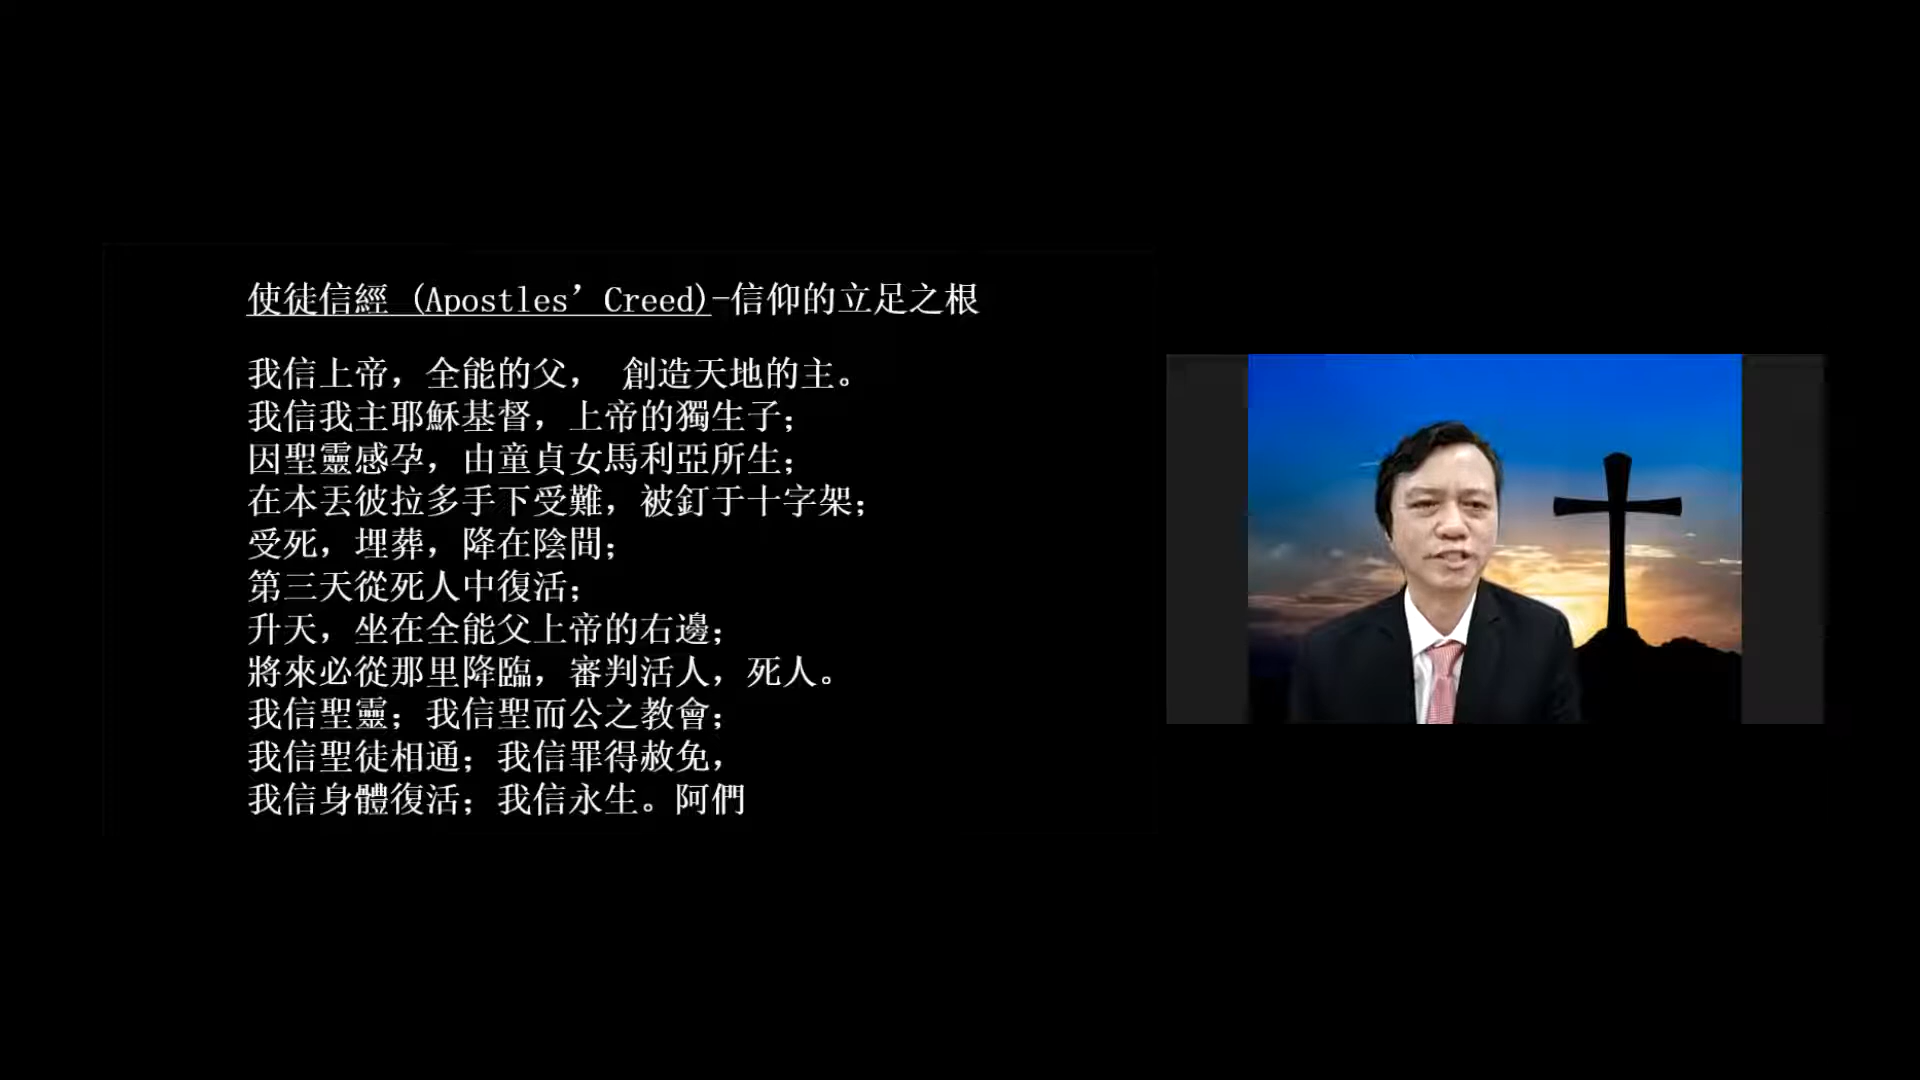 使徒信經 (Apostles’ Creed)-信仰的立足之根
我信上帝，全能的父， 創造天地的主。
我信我主耶穌基督，上帝的獨生子；
因聖靈感孕，由童貞女馬利亞所生；
在本丟彼拉多手下受難，被釘于十字架；
受死，埋葬，降在陰間；
第三天從死人中復活；
升天，坐在全能父上帝的右邊；
將來必從那里降臨，審判活人，死人。
我信聖靈；我信聖而公之教會；
我信聖徒相通；我信罪得赦免，
我信身體復活；我信永生。阿們